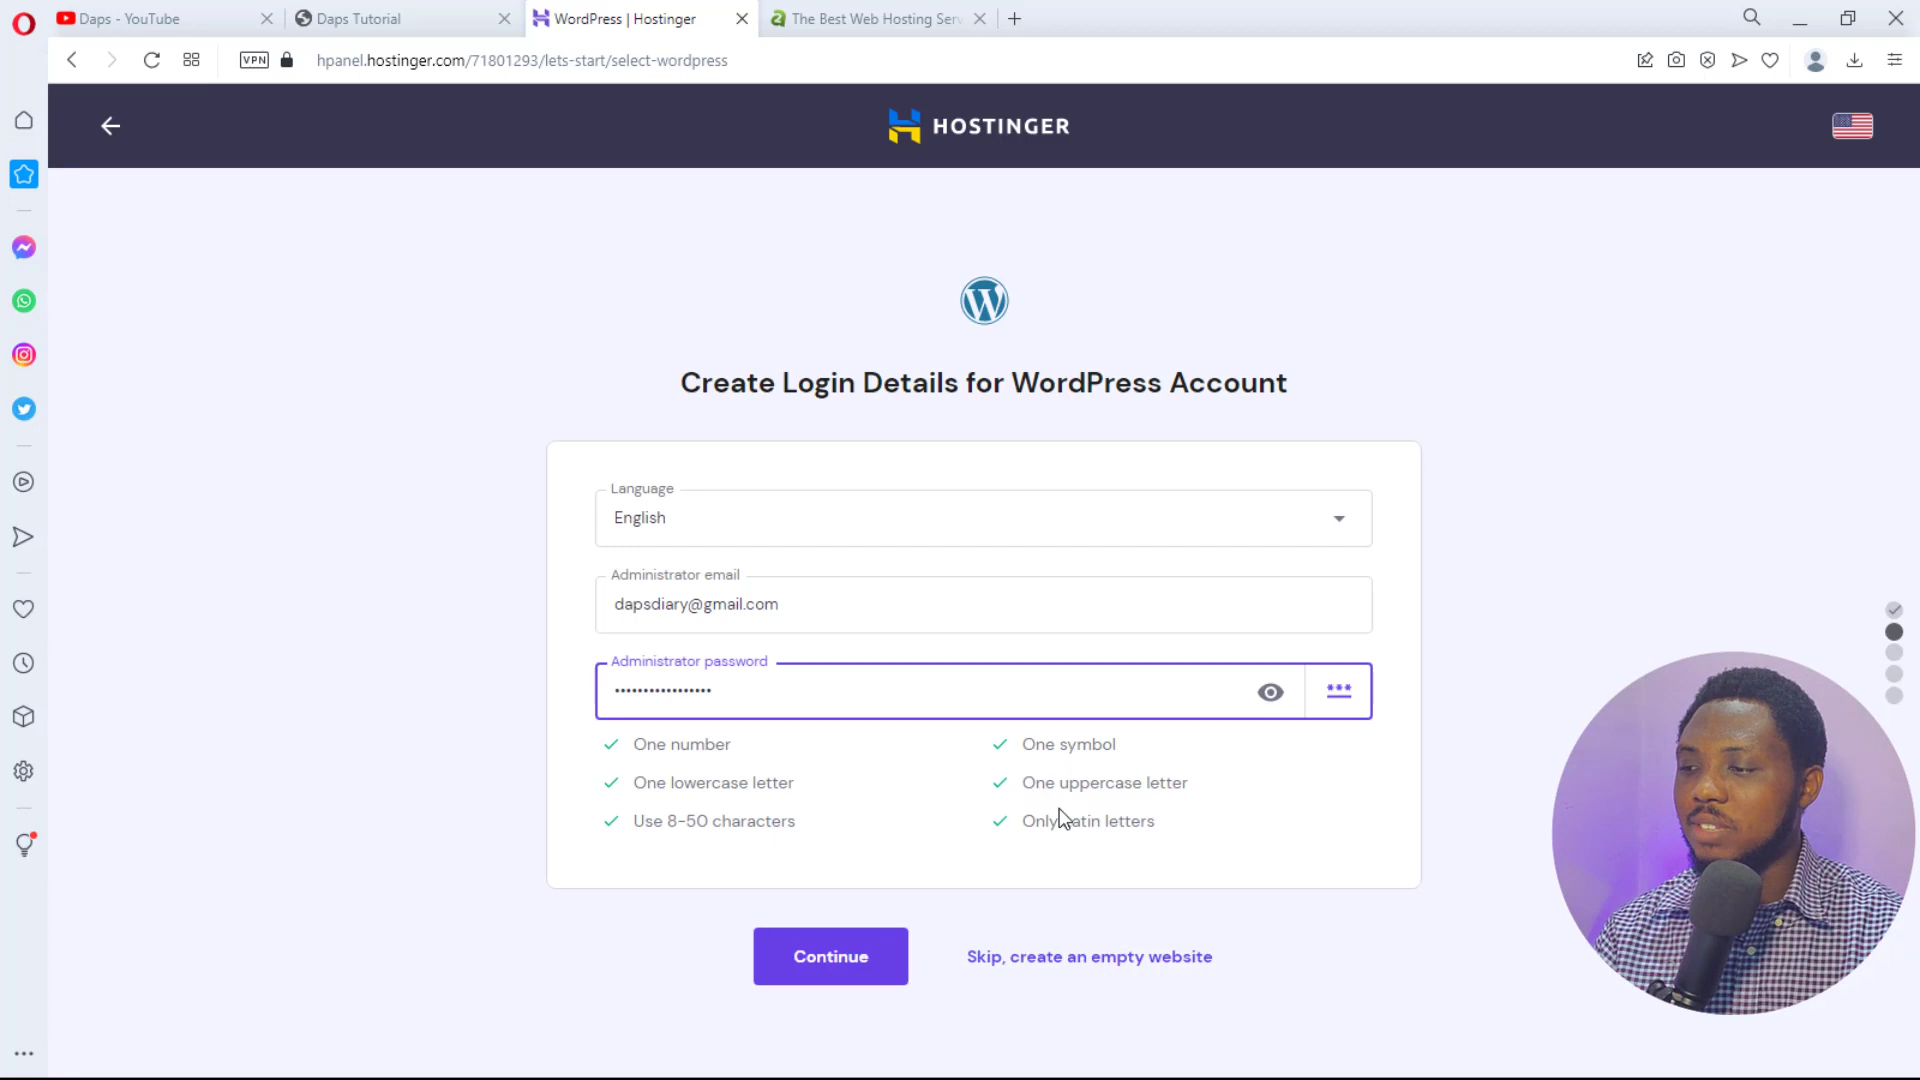 Daps - YouTube
Daps Tutorial
WordPress | Hostinger
The Best Web Hosting Serv
VPN
hpanel.hostinger.com/71801293/lets-start/select-wordpress
HOSTINGER
Create Login Details for WordPress Account
Language
English
Administrator email
dapsdiary@gmail.com
Administrator password
•••••••••••••••••
***
One number
One symbol
One lowercase letter
One uppercase letter
Use 8-50 characters
Only latin letters
Continue
Skip, create an empty website